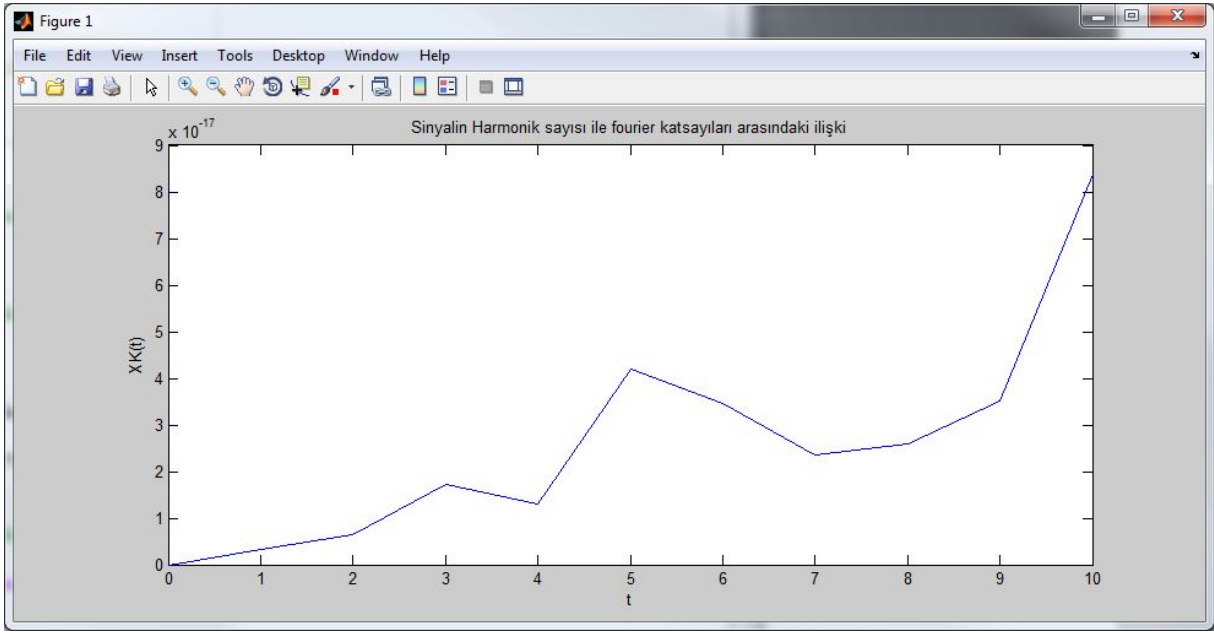 Figure 1
File Edit View Insert Tools Desktop Window Help
x 10^-17
Sinyalin Harmonik sayısı ile fourier katsayıları arasındaki ilişki
9
8
7
6
5
4
3
2
1
0
XK(t)
0 1 2 3 4 5 6 7 8 9 10
t